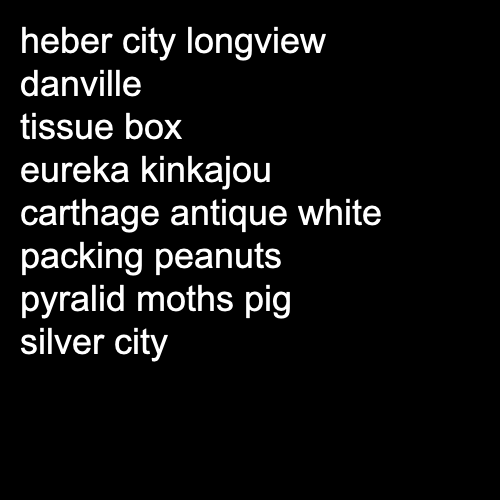 heber city longview
danville
tissue box
eureka kinkajou
carthage antique white
packing peanuts
pyralid moths pig
silver city